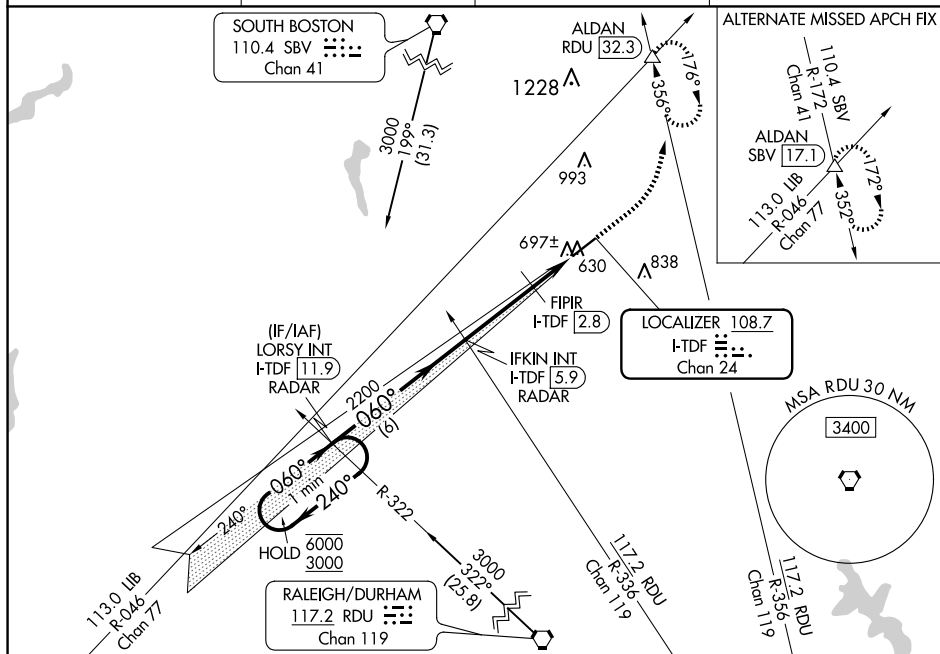 SOUTH BOSTON
110.4 SBV
Chan 41
3000
199°
(31.3)
1228
ALDAN
RDU 32.3
176°
356°
993
697±
630
838
ALTERNATE MISSED APCH FIX
110.4 SBV
R-172
Chan 41
ALDAN
SBV 17.1
172°
352°
113.0 LIB
R-046
Chan 77
FIPIR
I-TDF 2.8
LOCALIZER 108.7
I-TDF
Chan 24
(IF/IAF)
LORSY INT
I-TDF 11.9
RADAR
IFKIN INT
I-TDF 5.9
RADAR
2200
060°
(6)
060°
1 min
240°
240°
HOLD 6000
3000
R-322
3000
322°
(25.8)
MSA RDU 30 NM
3400
113.0 LIB
R-046
Chan 77
RALEIGH/DURHAM
117.2 RDU
Chan 119
117.2 RDU
R-336
Chan 119
117.2 RDU
R-356
Chan 119